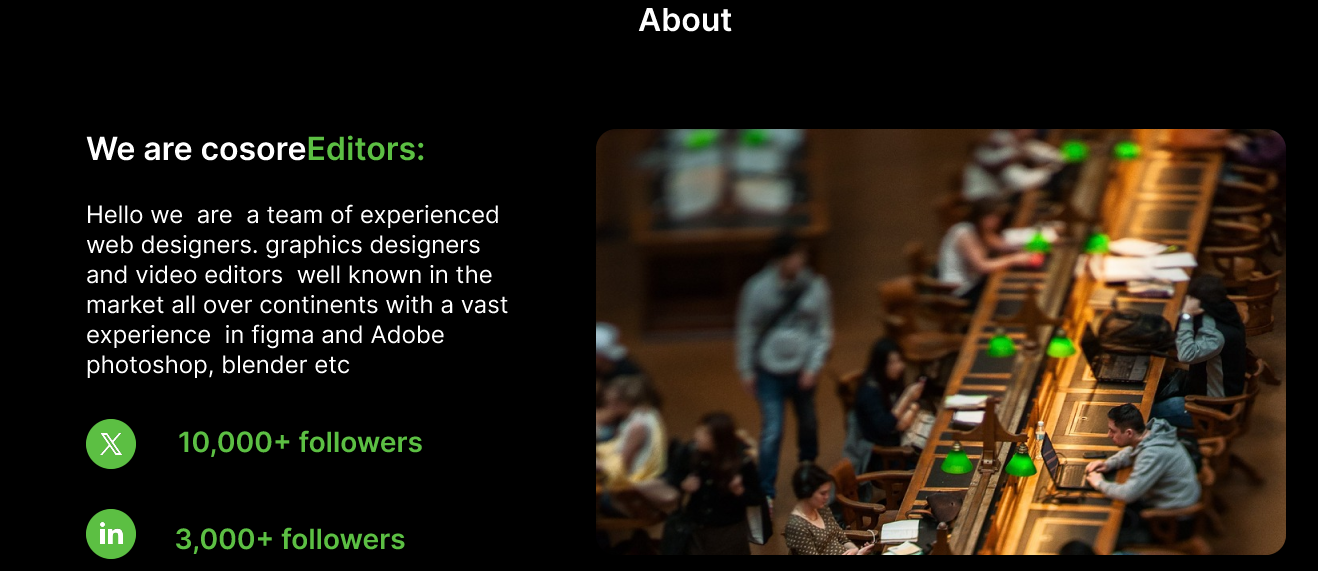 About
We are cosoreEditors:
Hello we  are  a team of experienced
web designers. graphics designers
and video editors  well known in the
market all over continents with a vast
experience  in figma and Adobe
photoshop, blender etc
X
10,000+ followers
in
3,000+ followers